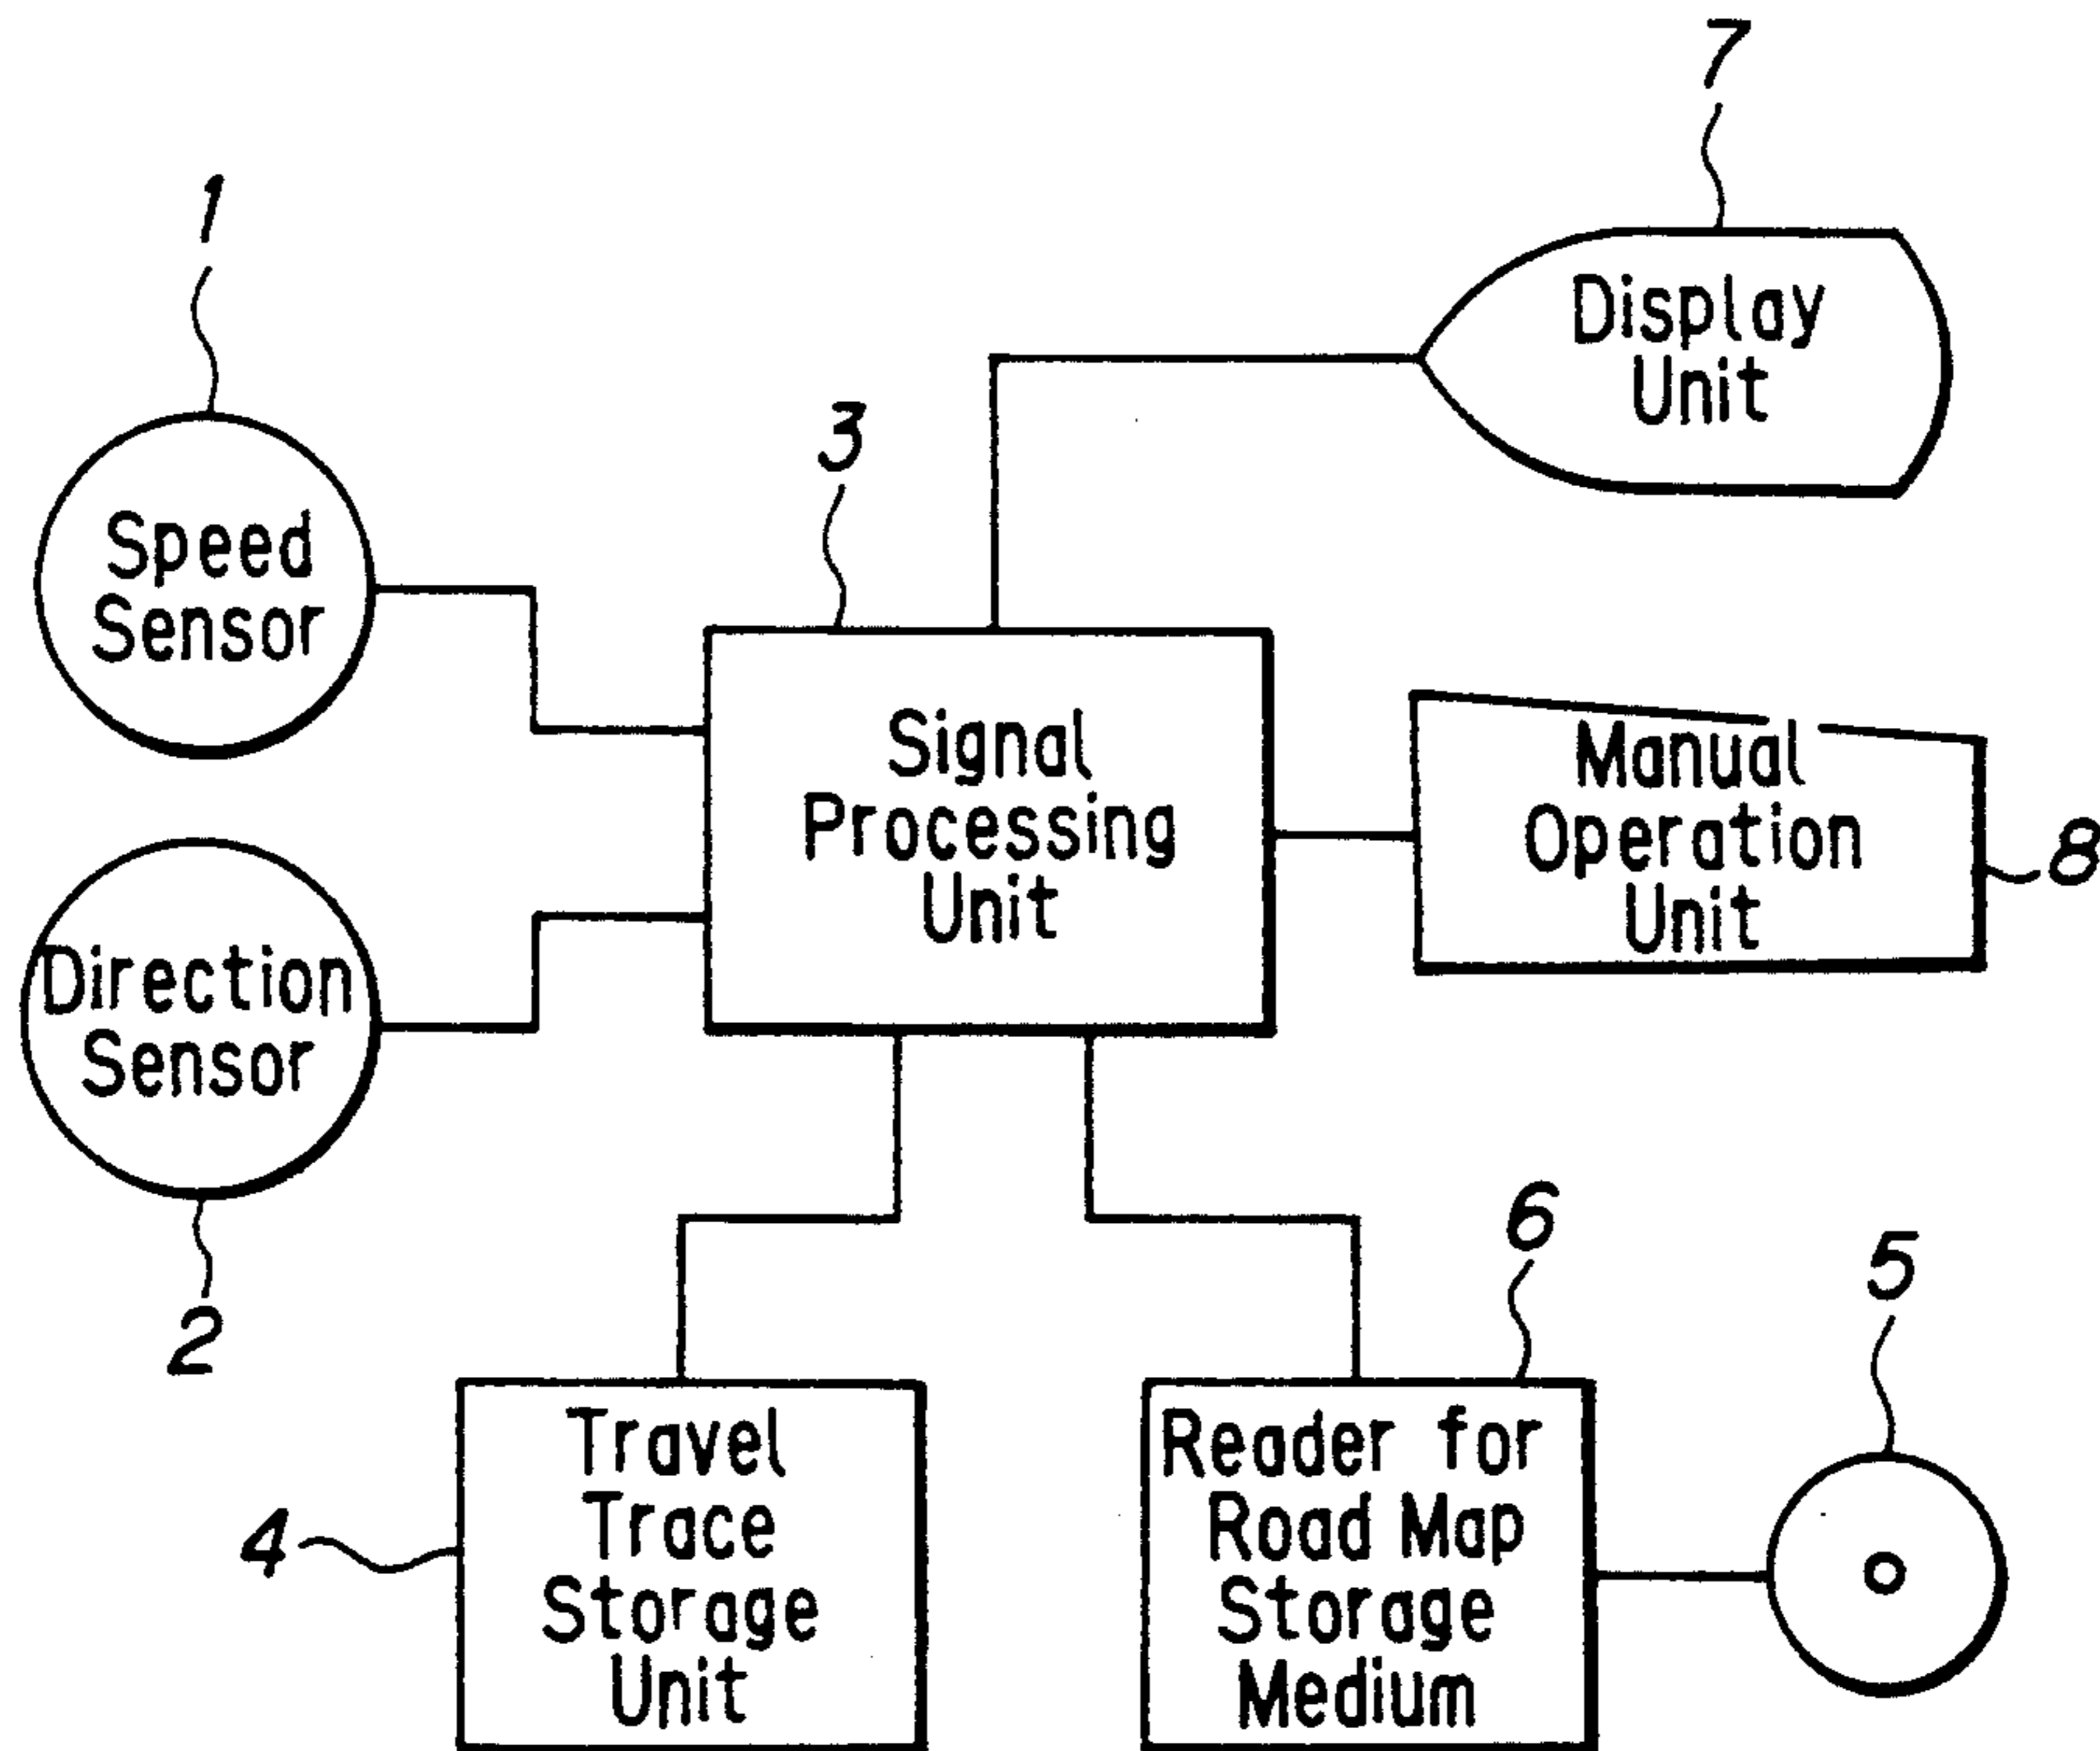 7
1
Display
Unit
3
Speed
Sensor
Signal
Processing
Unit
Manual
Operation
Unit
8
Direction
Sensor
2
6
5
Travel
Trace
Storage
Unit
4
Reader for
Road Map
Storage
Medium